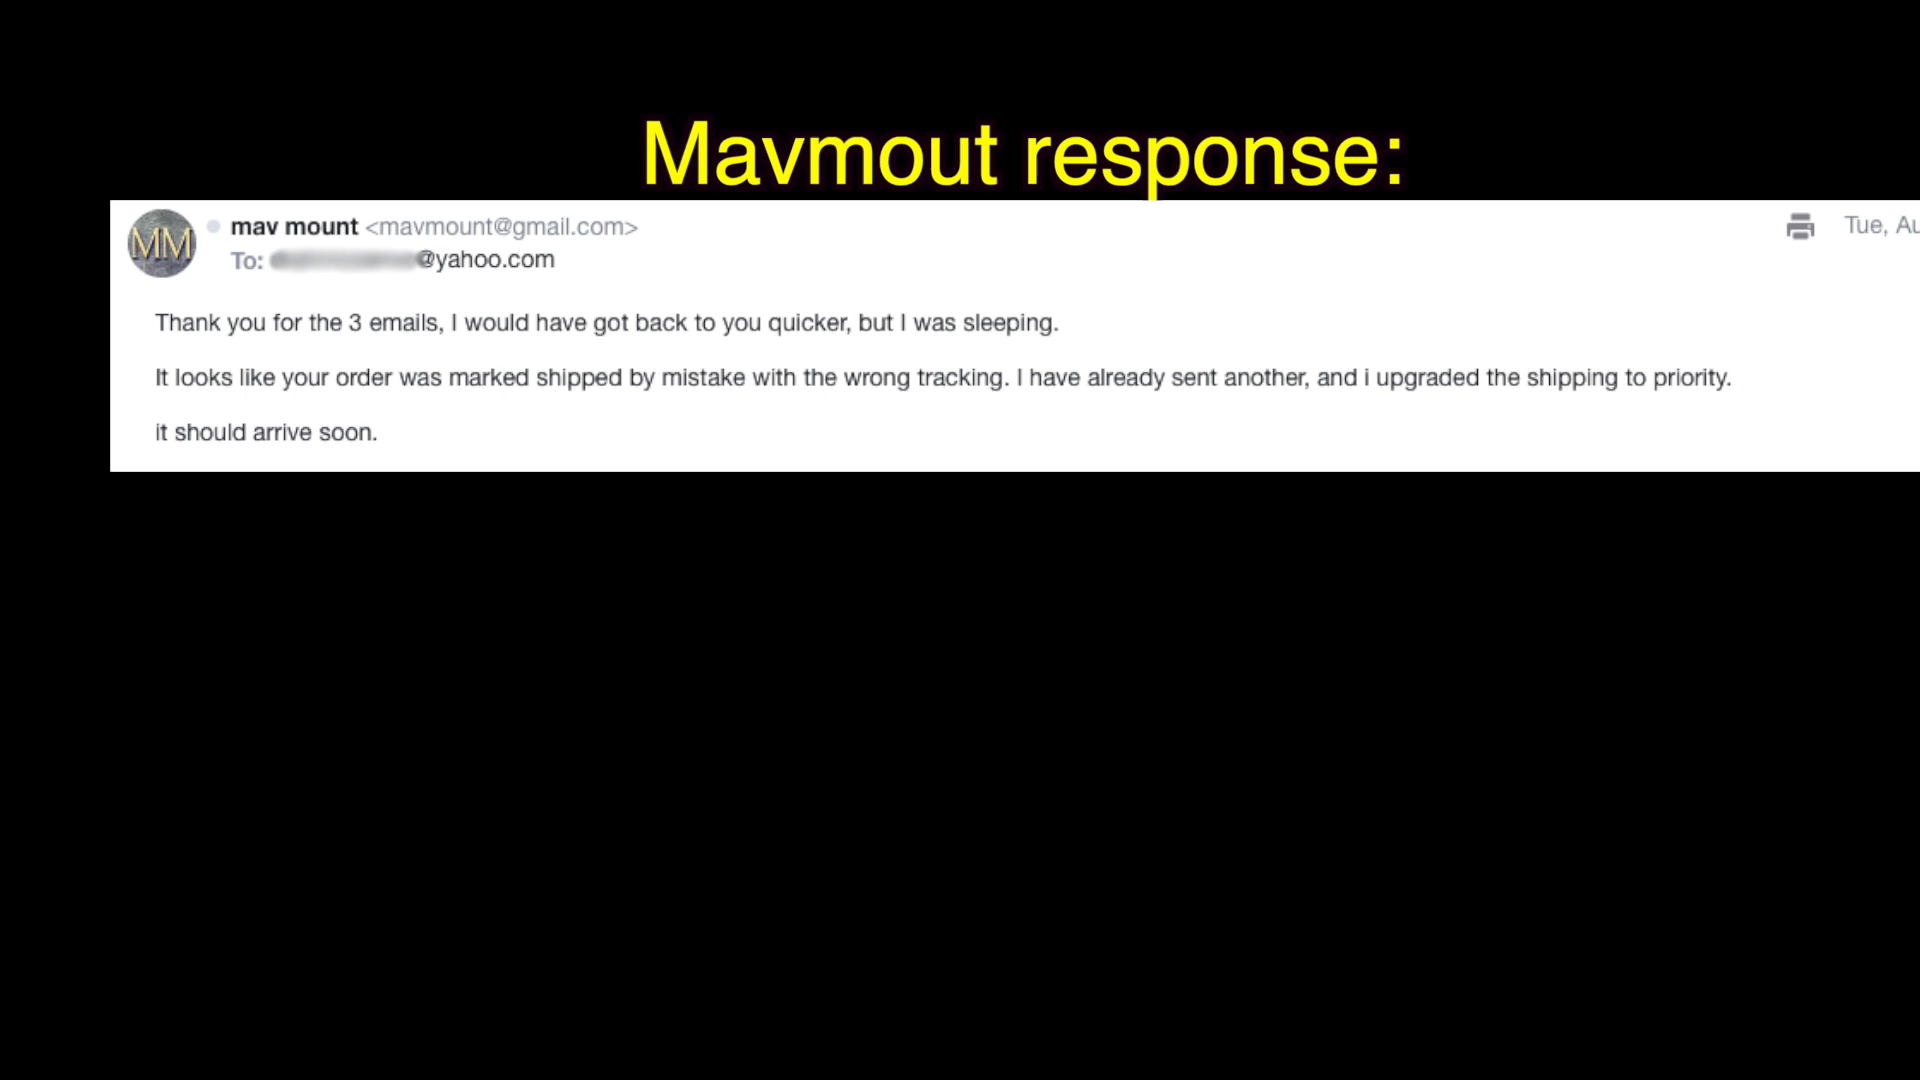 Mavmout response:
MM
mav mount <mavmount@gmail.com>
Tue, Au
To: @yahoo.com
Thank you for the 3 emails, I would have got back to you quicker, but I was sleeping.
It looks like your order was marked shipped by mistake with the wrong tracking. I have already sent another, and i upgraded the shipping to priority.
it should arrive soon.